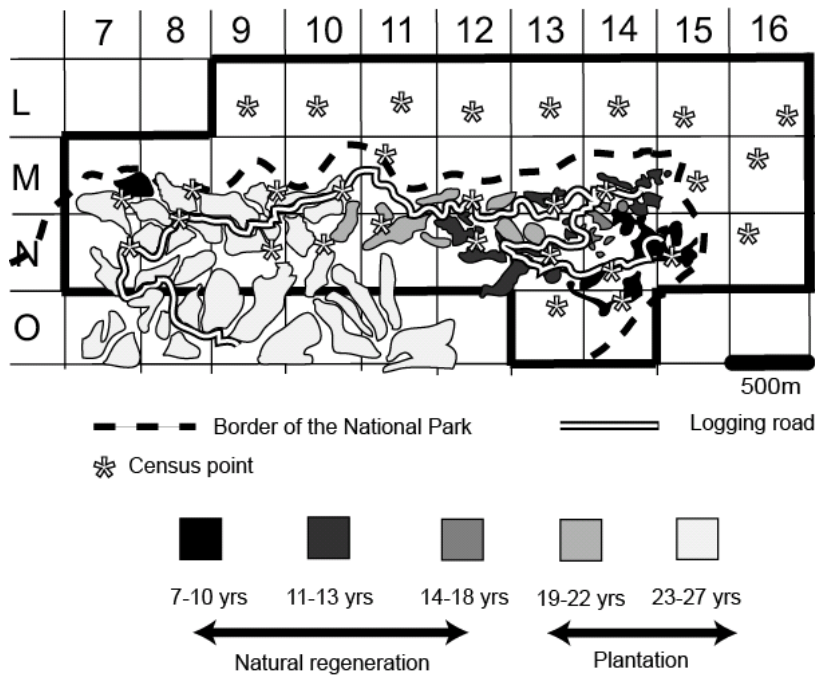 7 8 9 10 11 12 13 14 15 16
L
M
N
O
500m
Border of the National Park Logging road
Census point
7-10 yrs 11-13 yrs 14-18 yrs 19-22 yrs 23-27 yrs
Natural regeneration Plantation